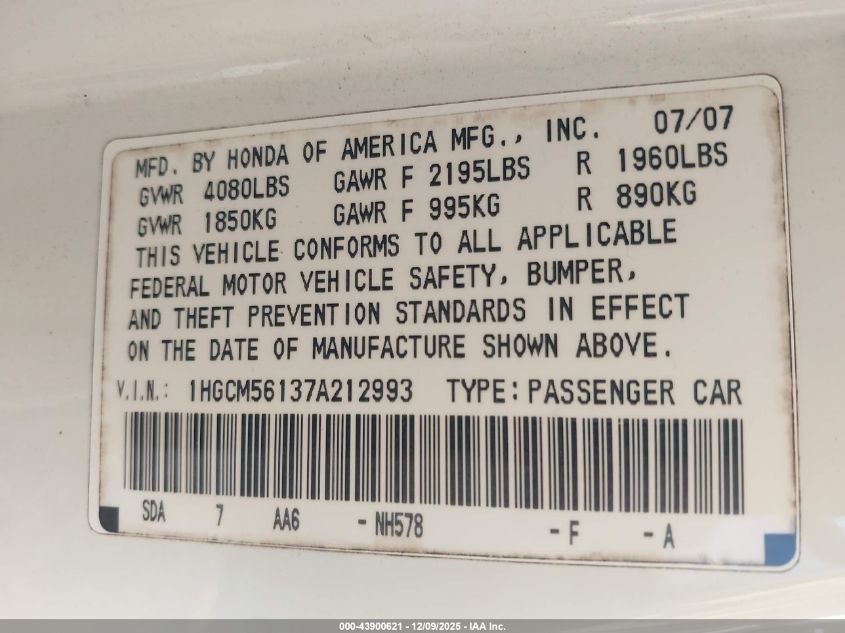 MFD. BY HONDA OF AMERICA MFG., INC. 07/07
GVWR 4080LBS GAWR F 2195LBS R 1960LBS
GVWR 1850KG GAWR F 995KG R 890KG
THIS VEHICLE CONFORMS TO ALL APPLICABLE
FEDERAL MOTOR VEHICLE SAFETY, BUMPER,
AND THEFT PREVENTION STANDARDS IN EFFECT
ON THE DATE OF MANUFACTURE SHOWN ABOVE.
V.I.N.: 1HGCM56137A212993 TYPE: PASSENGER CAR
SDA 7 AA6 - NH578 - F - A
000-43900621 - 12/09/2025 - IAA Inc.